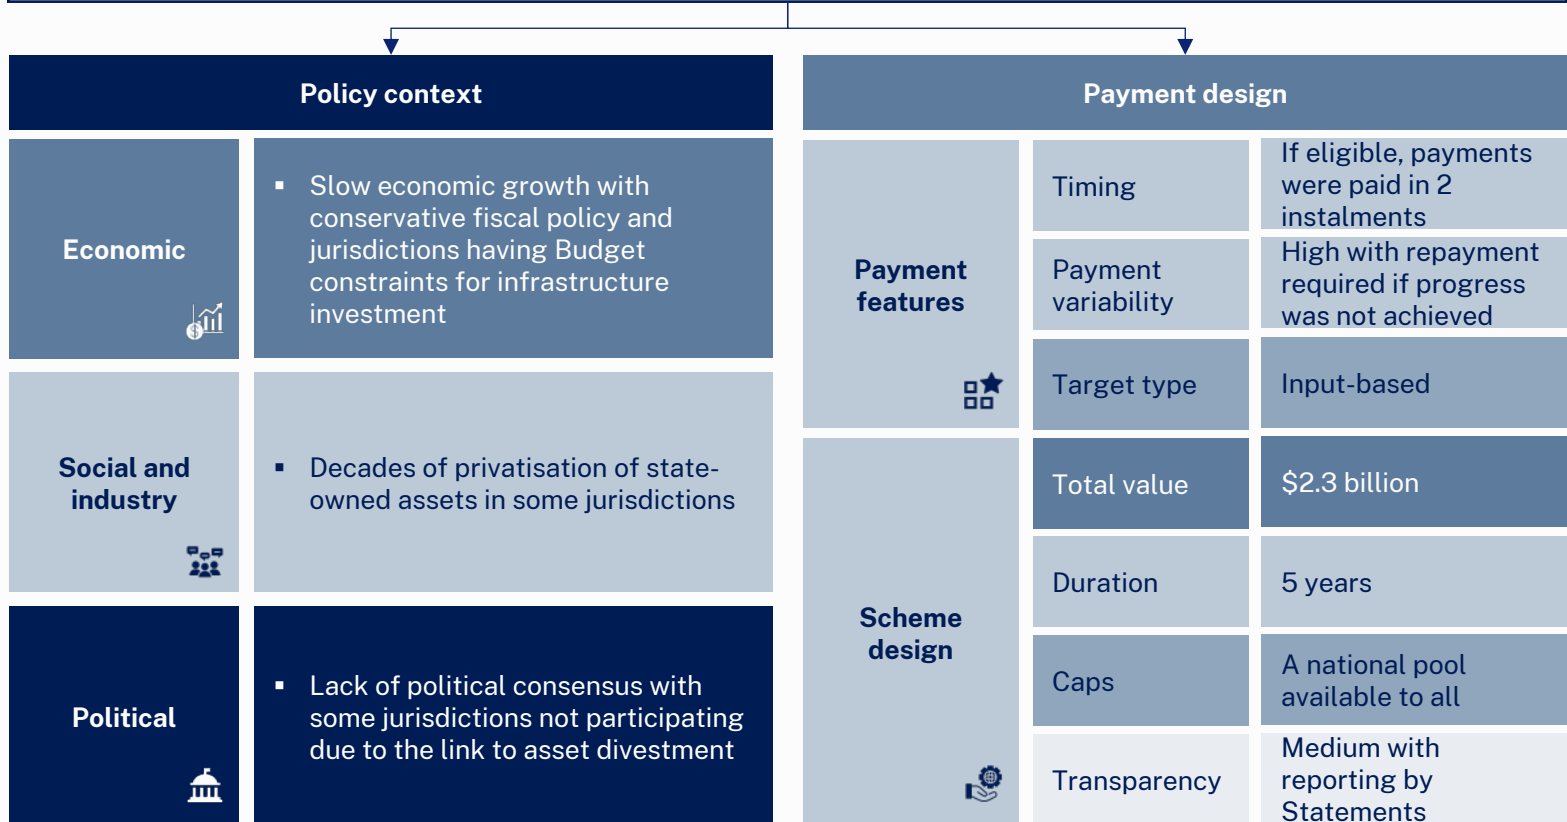 Policy context
Economic
▪ Slow economic growth with
conservative fiscal policy and
jurisdictions having Budget
constraints for infrastructure
investment
Social and
industry
▪ Decades of privatisation of state-
owned assets in some jurisdictions
Political
▪ Lack of political consensus with
some jurisdictions not participating
due to the link to asset divestment
Payment design
Payment
features
Timing
If eligible, payments
were paid in 2
instalments
Payment
variability
High with repayment
required if progress
was not achieved
Target type
Input-based
Scheme
design
Total value
$2.3 billion
Duration
5 years
Caps
A national pool
available to all
Transparency
Medium with
reporting by
Statements